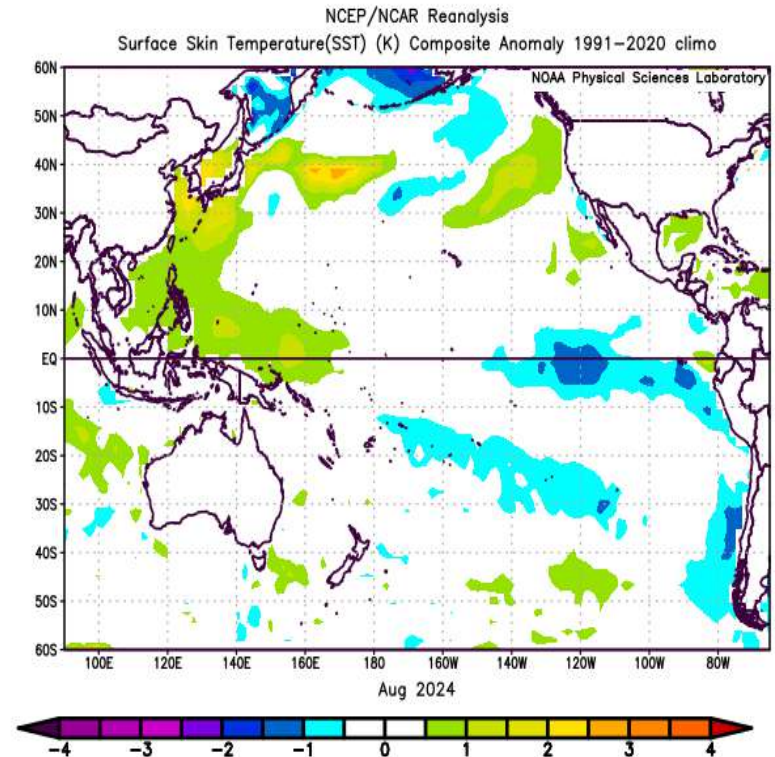 NCEP/NCAR Reanalysis
Surface Skin Temperature(SST) (K) Composite Anomaly 1991-2020 climo
NOAA Physical Sciences Laboratory
60N
50N
40N
30N
20N
10N
EQ
10S
20S
30S
40S
50S
60S
100E 120E 140E 160E 180 160W 140W 120W 100W 80W
Aug 2024
-4 -3 -2 -1 0 1 2 3 4